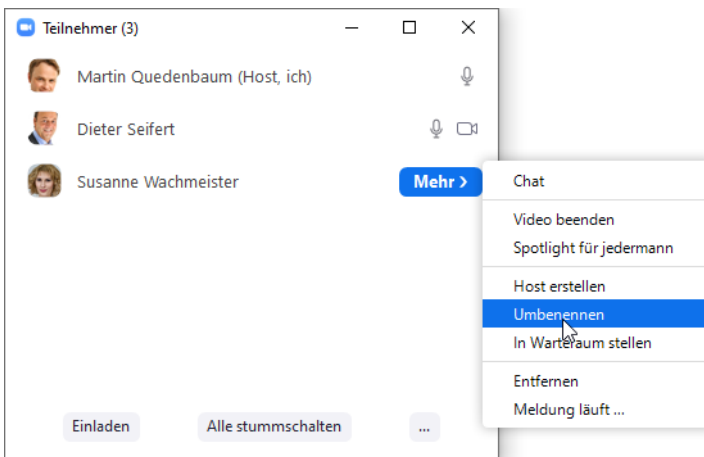 Teilnehmer (3)
Martin Quedenbaum (Host, ich)
Dieter Seifert
Susanne Wachmeister
Mehr >
Chat
Video beenden
Spotlight für jedermann
Host erstellen
Umbenennen
In Warteraum stellen
Entfernen
Meldung läuft ...
Einladen
Alle stummschalten
...